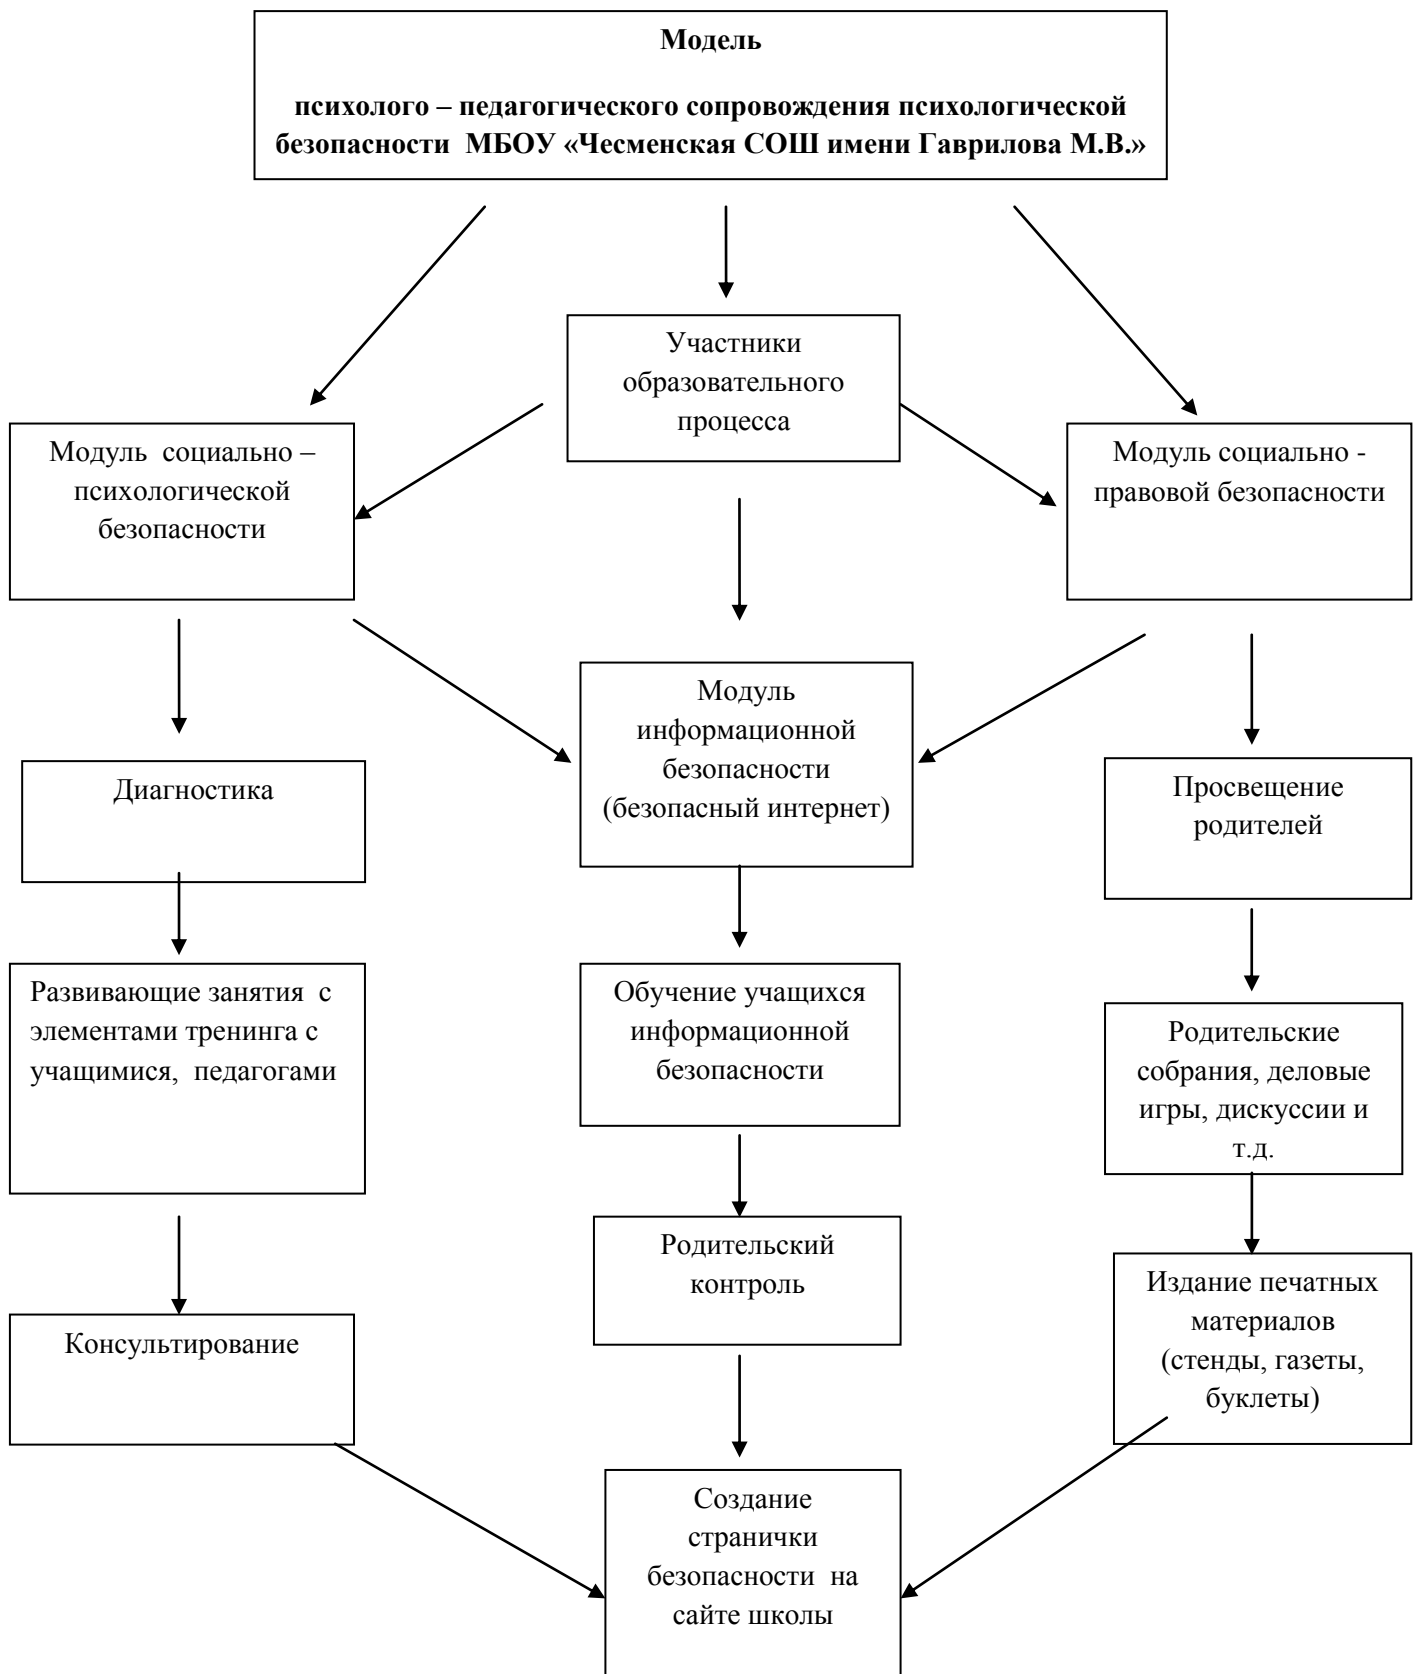 Модель
психолого – педагогического сопровождения психологической
безопасности МБОУ «Чесменская СОШ имени Гаврилова М.В.»
Участники
образовательного
процесса
Модуль социально –
психологической
безопасности
Модуль социально -
правовой безопасности
Модуль
информационной
безопасности
(безопасный интернет)
Диагностика
Просвещение
родителей
Развивающие занятия с
элементами тренинга с
учащимися, педагогами
Обучение учащихся
информационной
безопасности
Родительские
собрания, деловые
игры, дискуссии и
т.д.
Родительский
контроль
Издание печатных
материалов
(стенды, газеты,
буклеты)
Консультирование
Создание
странички
безопасности на
сайте школы